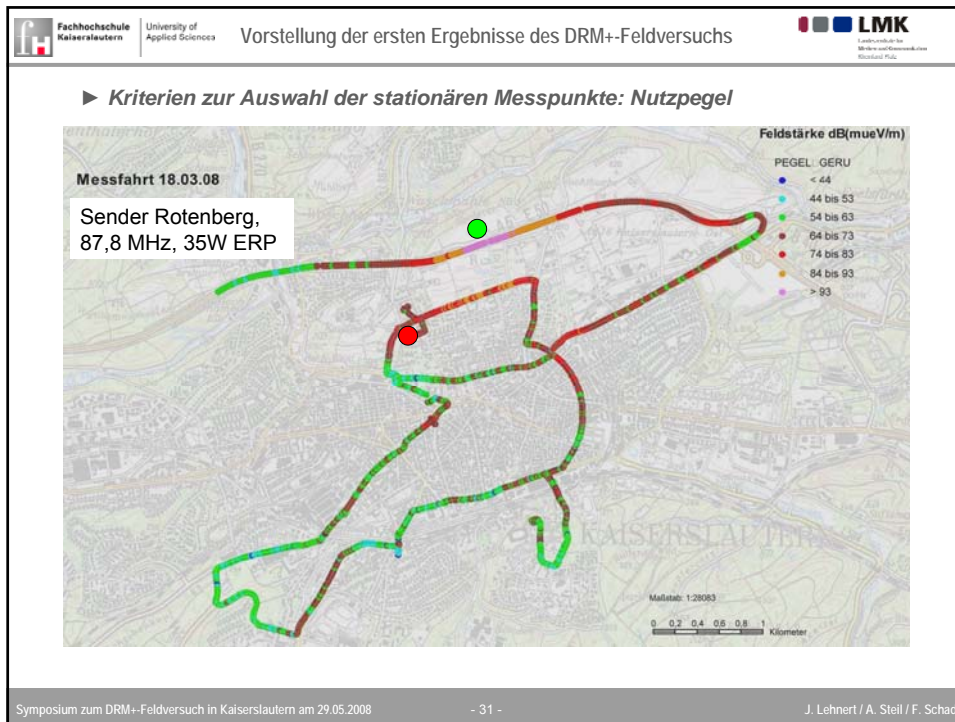 Fachhochschule
Kaiserslautern
University of
Applied Sciences
Vorstellung der ersten Ergebnisse des DRM+-Feldversuchs
LMK
► Kriterien zur Auswahl der stationären Messpunkte: Nutzpegel
Feldstärke dB(mueV/m)
PEGEL_GERU
< 44
44 bis 53
54 bis 63
64 bis 73
74 bis 83
84 bis 93
> 93
Messfahrt 18.03.08
Sender Rotenberg,
87,8 MHz, 35W ERP
KAISERSLAUTER
Maßstab: 1:28083
0 0,2 0,4 0,6 0,8 1
Kilometer
Symposium zum DRM+-Feldversuch in Kaiserslautern am 29.05.2008
- 31 -
J. Lehnert / A. Steil / F. Schad